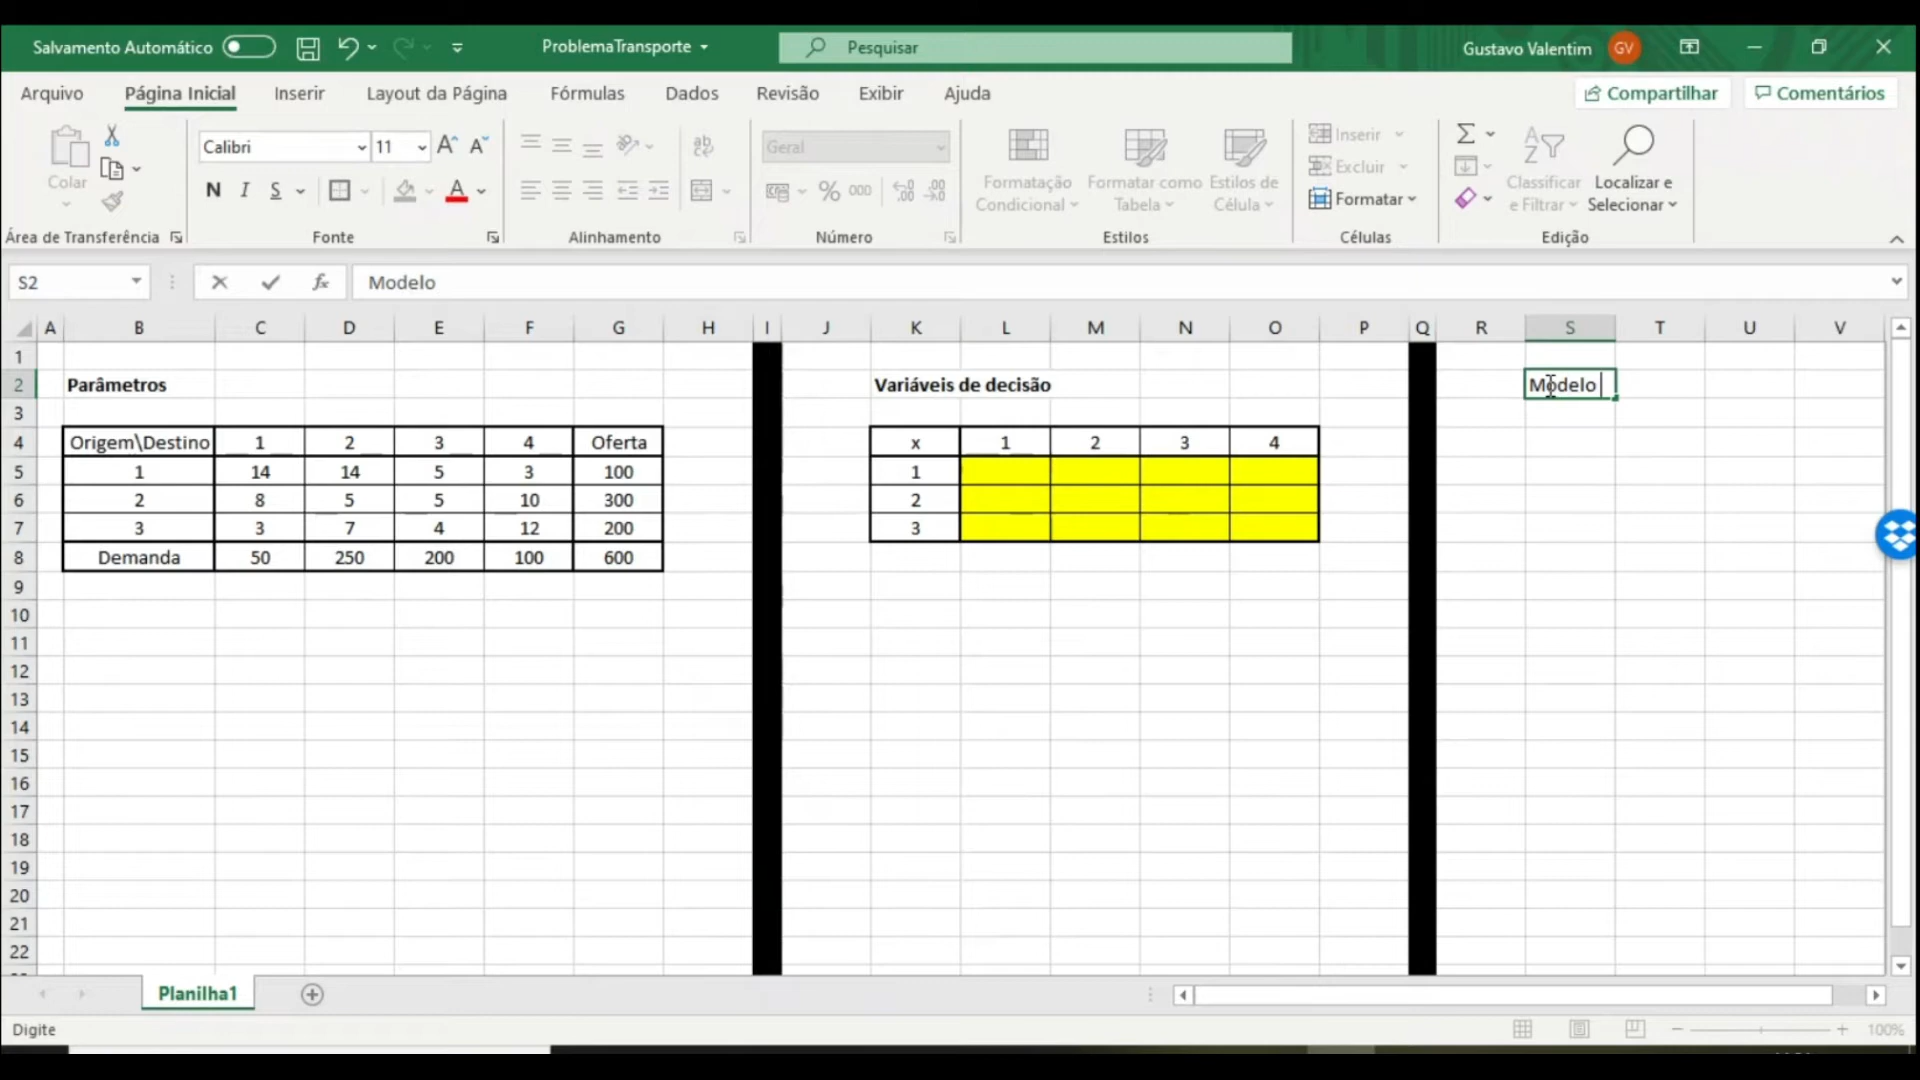 Salvamento Automático ProblemaTransporte Pesquisar Gustavo Valentim GV
Arquivo Página Inicial Inserir Layout da Página Fórmulas Dados Revisão Exibir Ajuda Compartilhar Comentários
Colar
Calibri 11
N I S A
Geral
% 000
Formatação Condicional
Formatar como Tabela
Estilos de Célula
Inserir
Excluir
Formatar
Classificar e Filtrar
Localizar e Selecionar
Área de Transferência Fonte Alinhamento Número Estilos Células Edição
S2 fx Modelo
A B C D E F G H I J K L M N O P Q R S T U V
1
2 Parâmetros Variáveis de decisão Modelo
3
4 Origem\Destino 1 2 3 4 Oferta x 1 2 3 4
5 1 14 14 5 3 100 1
6 2 8 5 5 10 300 2
7 3 3 7 4 12 200 3
8 Demanda 50 250 200 100 600
9
10
11
12
13
14
15
16
17
18
19
20
21
22
Planilha1
Digite 100%